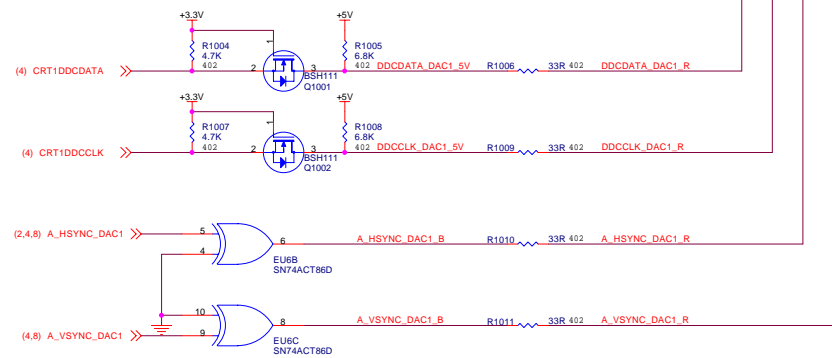 +3.3V +5V
1 R1004 R1005
4.7K 6.8K
(4) CRT1DDCDATA 402 2 3 402 DDCDATA_DAC1_5V R1006 33R 402 DDCDATA_DAC1_R
BSH111
Q1001
+3.3V +5V
1 R1007 R1008
4.7K 6.8K
(4) CRT1DDCCLK 402 2 3 402 DDCCLK_DAC1_5V R1009 33R 402 DDCCLK_DAC1_R
BSH111
Q1002
(2,4,8) A_HSYNC_DAC1 5
4 6 A_HSYNC_DAC1_B R1010 33R 402 A_HSYNC_DAC1_R
EU6B
SN74ACT86D
10
8 A_VSYNC_DAC1_B R1011 33R 402 A_VSYNC_DAC1_R
(4,8) A_VSYNC_DAC1 9
EU6C
SN74ACT86D